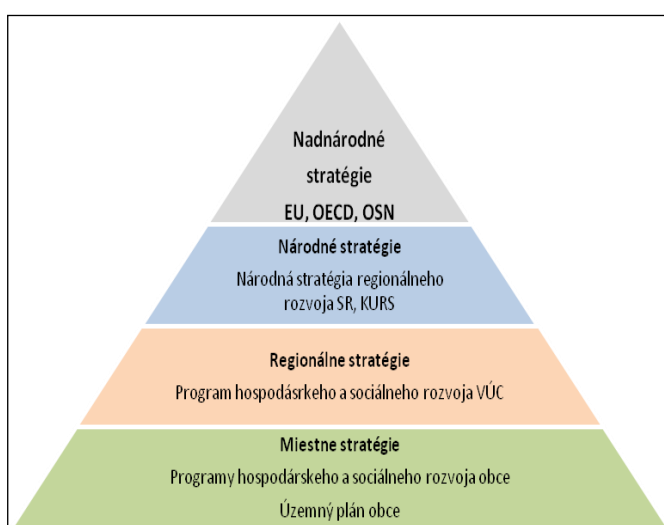 Nadnárodné
stratégie
EU, OECD, OSN
Národné stratégie
Národná stratégia regionálneho
rozvoja SR, KURS
Regionálne stratégie
Program hospodásrkeho a sociálneho rozvoja VÚC
Miestne stratégie
Programy hospodárskeho a sociálneho rozvoja obce
Územný plán obce